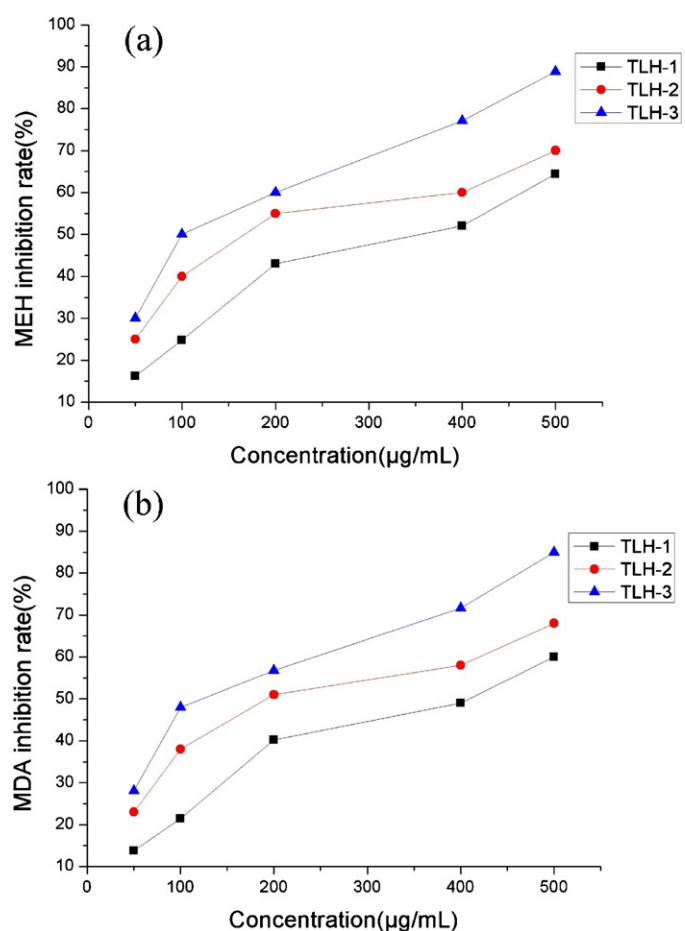 (a)
100
90
80
70
60
50
40
30
20
10
MEH inhibition rate(%)
0 100 200 300 400 500
Concentration(μg/mL)
TLH-1
TLH-2
TLH-3
(b)
100
90
80
70
60
50
40
30
20
10
MDA inhibition rate(%)
0 100 200 300 400 500
Concentration(μg/mL)
TLH-1
TLH-2
TLH-3